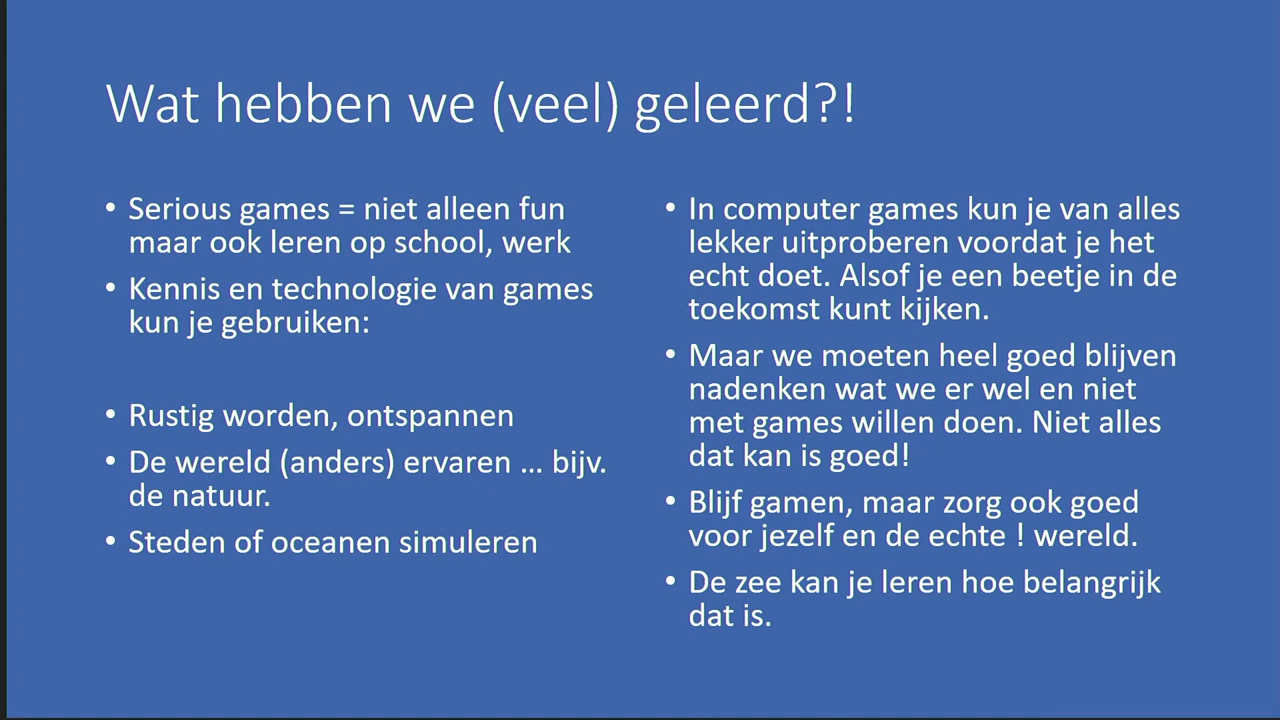 Wat hebben we (veel) geleerd?!
• Serious games = niet alleen fun
maar ook leren op school, werk
• Kennis en technologie van games
kun je gebruiken:
• Rustig worden, ontspannen
• De wereld (anders) ervaren ... bijv.
de natuur.
• Steden of oceanen simuleren
• In computer games kun je van alles
lekker uitproberen voordat je het
echt doet. Alsof je een beetje in de
toekomst kunt kijken.
• Maar we moeten heel goed blijven
nadenken wat we er wel en niet
met games willen doen. Niet alles
dat kan is goed!
• Blijf gamen, maar zorg ook goed
voor jezelf en de echte ! wereld.
• De zee kan je leren hoe belangrijk
dat is.